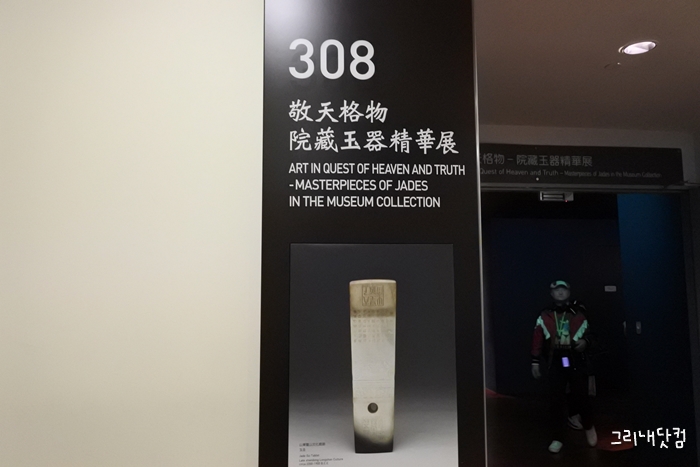 308
敬天格物
院藏玉器精華展
ART IN QUEST OF HEAVEN AND TRUTH
-MASTERPIECES OF JADES
IN THE MUSEUM COLLECTION
格物－院藏玉器精華展
Quest of Heaven and Truth - Masterpieces of Jades in the Museum Collection
그리내닷컴